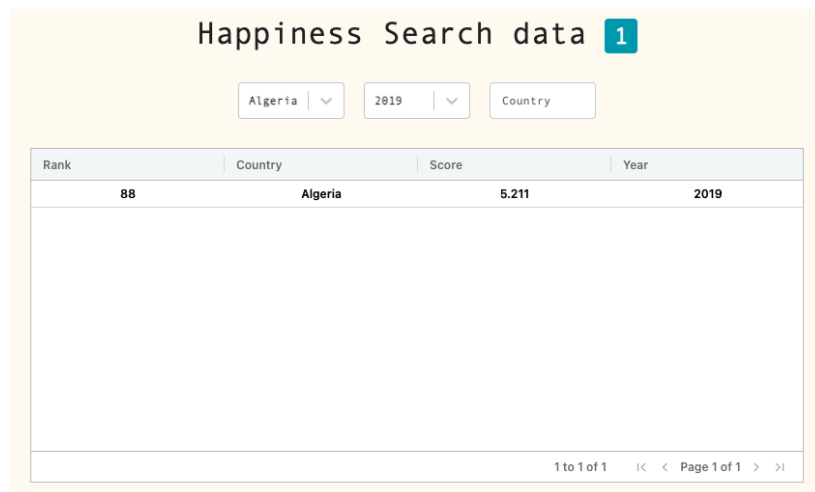 Happiness Search data 1
Algeria 2019 Country
Rank Country Score Year
88 Algeria 5.211 2019
1 to 1 of 1 Page 1 of 1